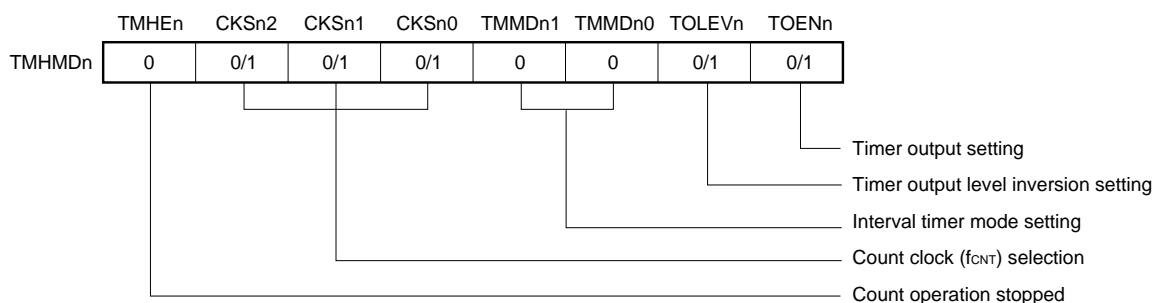 TMHEn CKSn2 CKSn1 CKSn0 TMMDn1 TMMDn0 TOLEVn TOENn
TMHMDn 0 0/1 0/1 0/1 0 0 0/1 0/1
Timer output setting
Timer output level inversion setting
Interval timer mode setting
Count clock (fCNT) selection
Count operation stopped